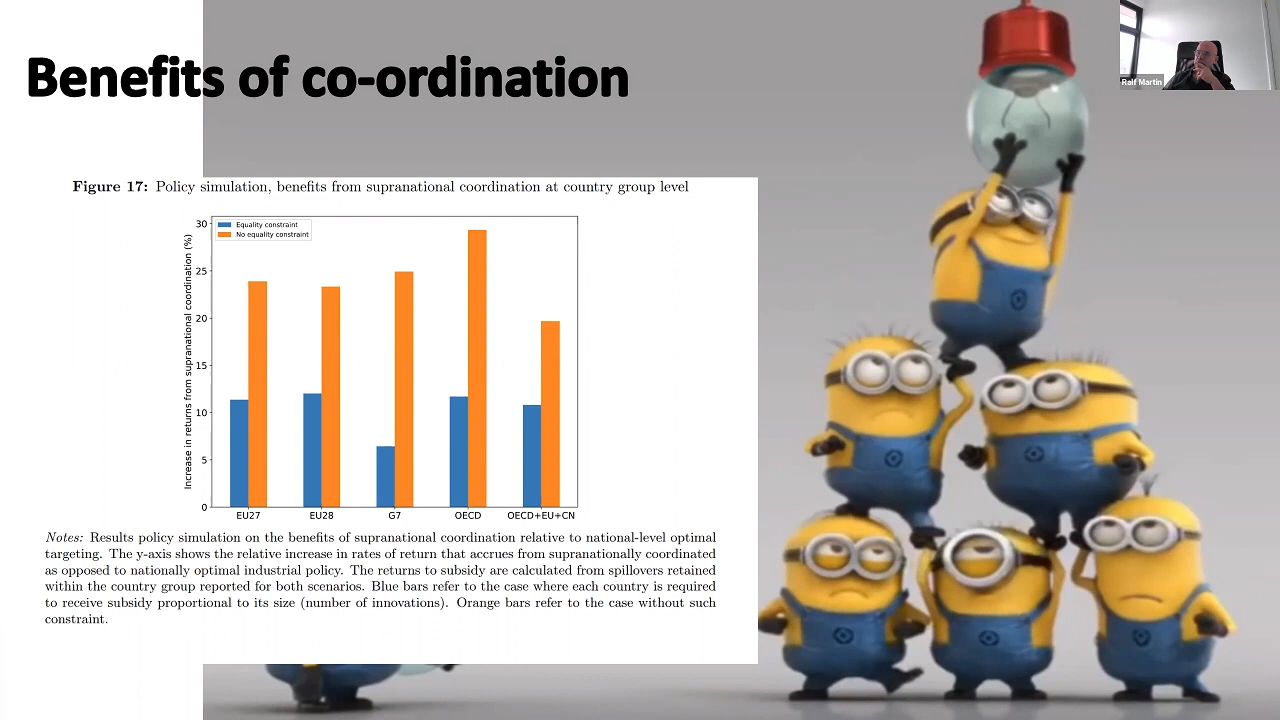 Benefits of co-ordination
Ralf Martin
Figure 17: Policy simulation, benefits from supranational coordination at country group level
Increase in returns from supranational coordination (%)
Equality constraint
No equality constraint
30
25
20
15
10
5
0
EU27 EU28 G7 OECD OECD+EU+CN
Notes: Results policy simulation on the benefits of supranational coordination relative to national-level optimal
targeting. The y-axis shows the relative increase in rates of return that accrues from supranationally coordinated
as opposed to nationally optimal industrial policy. The returns to subsidy are calculated from spillovers retained
within the country group reported for both scenarios. Blue bars refer to the case where each country is required
to receive subsidy proportional to its size (number of innovations). Orange bars refer to the case without such
constraint.